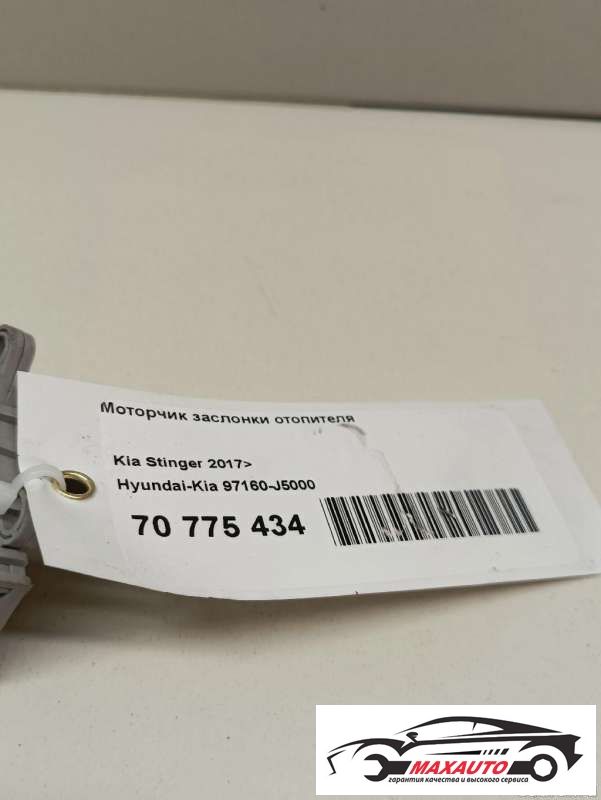 Моторчик заслонки отопителя
Kia Stinger 2017>
Hyundai-Kia 97160-J5000
70 775 434
MAXAUTO
гарантия качества и высокого сервиса